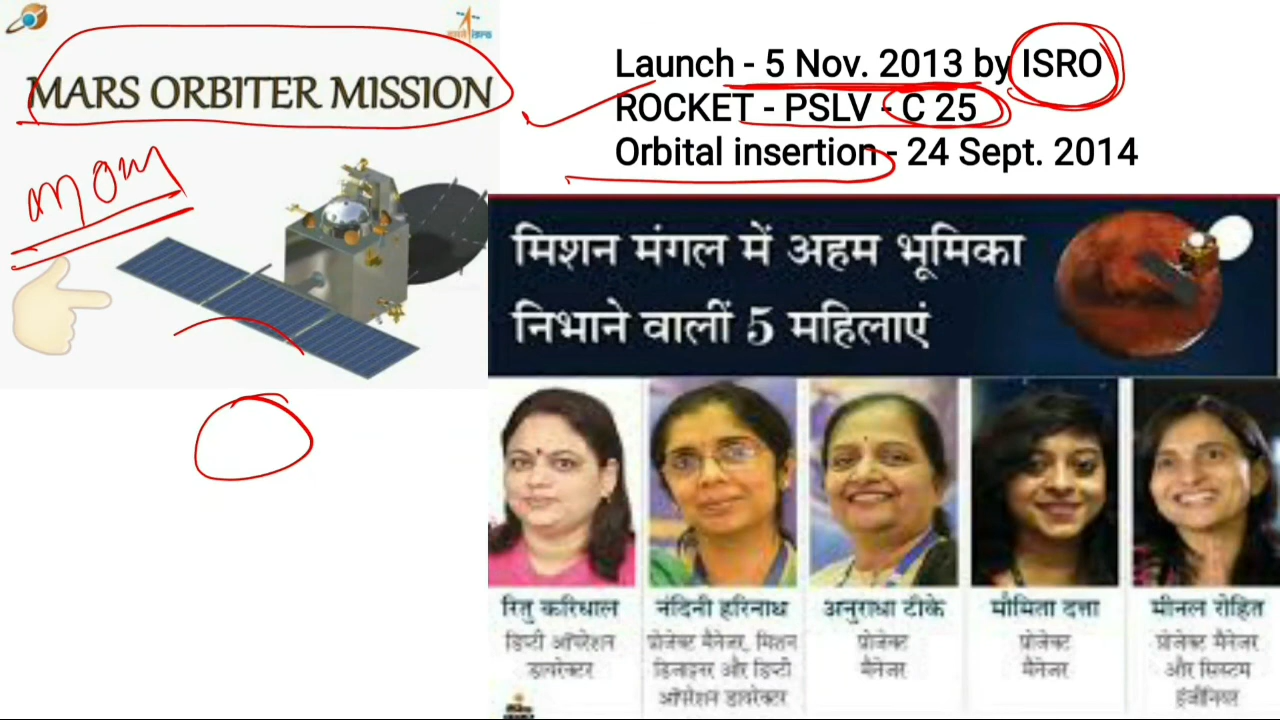 MARS ORBITER MISSION
mom
Launch - 5 Nov. 2013 by ISRO
ROCKET - PSLV - C 25
Orbital insertion - 24 Sept. 2014
मिशन मंगल में अहम भूमिका
निभाने वालीं 5 महिलाएं
रितु करिधाल
डिप्टी ऑपरेशन
डायरेक्टर
नंदिनी हरिनाथ
प्रोजेक्ट मैनेजर, मिशन
डिजाइनर और डिप्टी
ऑपरेशन डायरेक्टर
अनुराधा टीके
प्रोजेक्ट
मैनेजर
मौमिता दत्ता
प्रोजेक्ट
मैनेजर
मीनल रोहित
प्रोजेक्ट मैनेजर
और सिस्टम
इंजीनियर